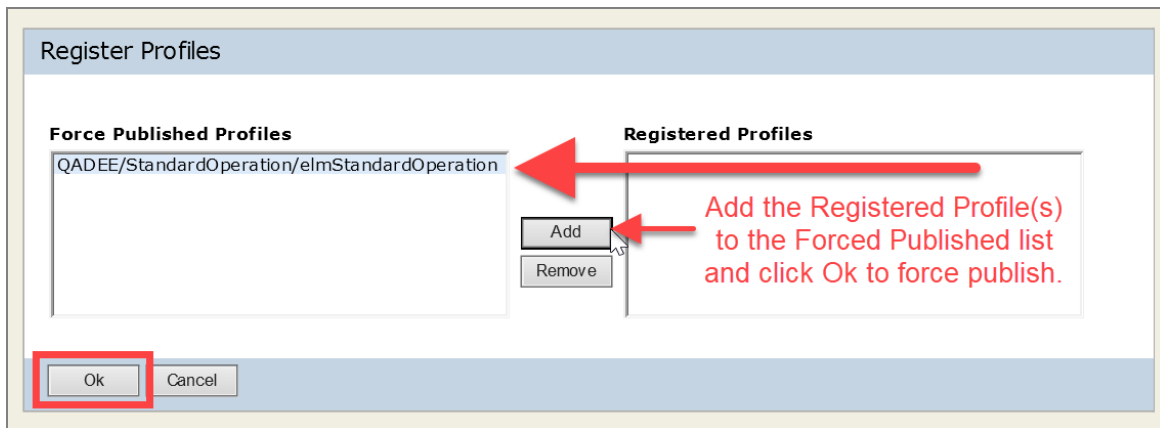 Register Profiles
Force Published Profiles
Registered Profiles
QADEE/StandardOperation/elmStandardOperation
Add
Remove
Add the Registered Profile(s)
to the Forced Published list
and click Ok to force publish.
Ok
Cancel